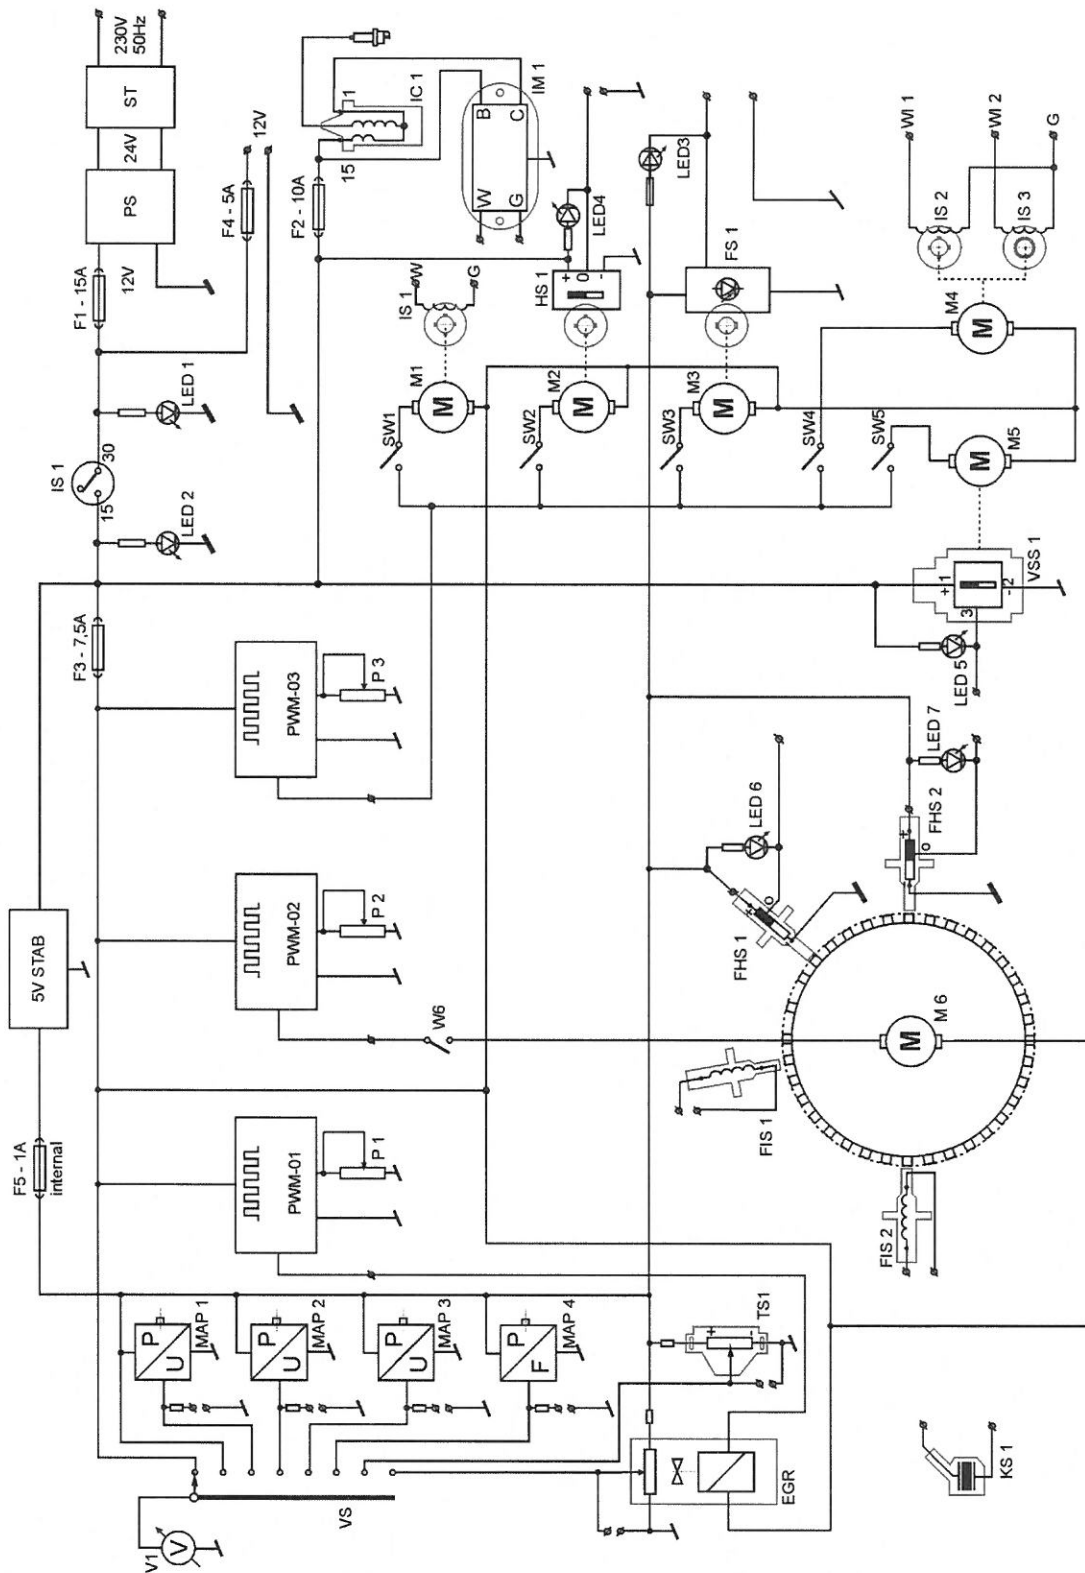 V1
V
VS
F5 - 1A
internal
5V STAB
F3 - 7,5A
15
IS 1
30
LED 2
LED 1
F1 - 15A
12V
PS
24V
ST
230V
50Hz
F4 - 5A
12V
P
U
MAP 1
P
U
MAP 2
P
U
MAP 3
P
F
MAP 4
PWM-01
P 1
PWM-02
P 2
PWM-03
P 3
F2 - 10A
15
1
IC 1
W
B
G
C
IM 1
W6
SW1
M1
M
IS 1
W
G
SW2
M2
M
HS 1
+
0
-
LED4
SW3
M3
M
FS 1
LED3
SW4
SW5
M4
M
M5
M
IS 2
IS 3
WI 1
WI 2
G
EGR
TS1
+
-
FIS 1
FIS 2
M
M 6
FHS 1
+
O
LED 6
FHS 2
+
O
LED 7
LED 5
+1
3
-2
VSS 1
KS 1